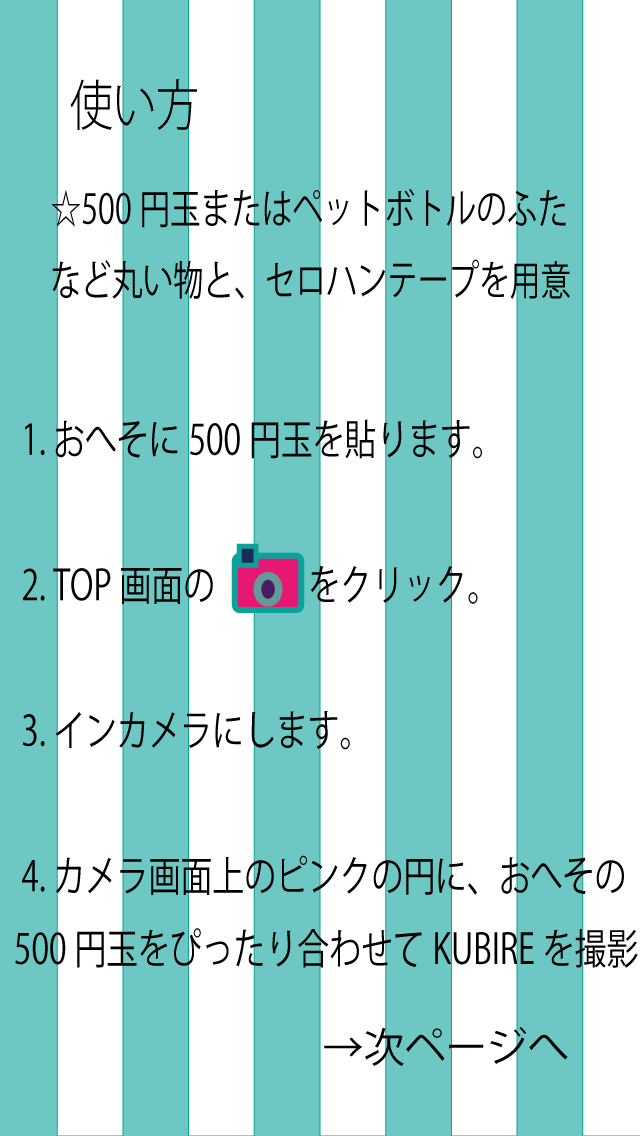 使い方
☆500 円玉またはペットボトルのふた
など丸い物と、セロハンテープを用意
1. おへそに 500 円玉を貼ります。
2. TOP 画面の をクリック。
3. インカメラにします。
4. カメラ画面上のピンクの円に、おへその
500 円玉をぴったり合わせて KUBIRE を撮影
→次ページへ